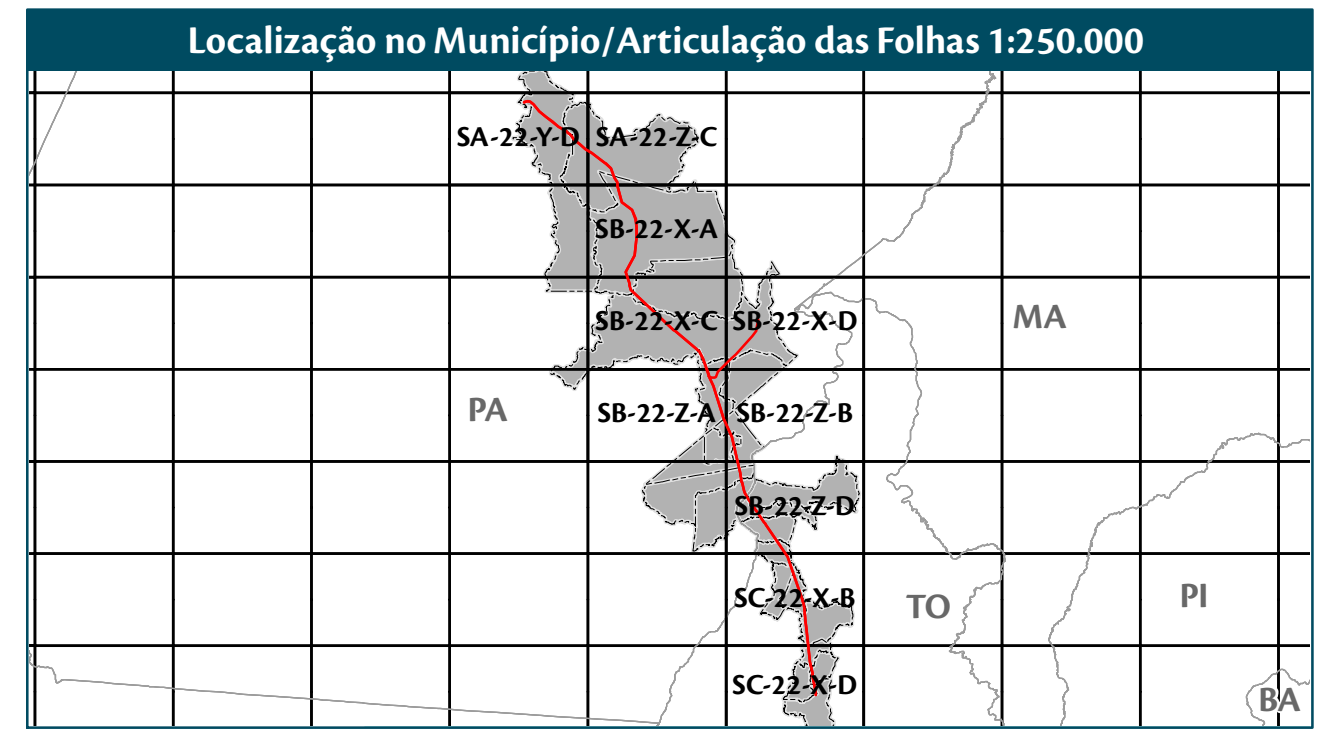 Localização no Município/Articulação das Folhas 1:250.000
SA-22-Y-D
SA-22-Z-C
SB-22-X-A
SB-22-X-C
SB-22-X-D
MA
PA
SB-22-Z-A
SB-22-Z-B
SB-22-Z-D
SC-22-X-B
TO
PI
SC-22-X-D
BA